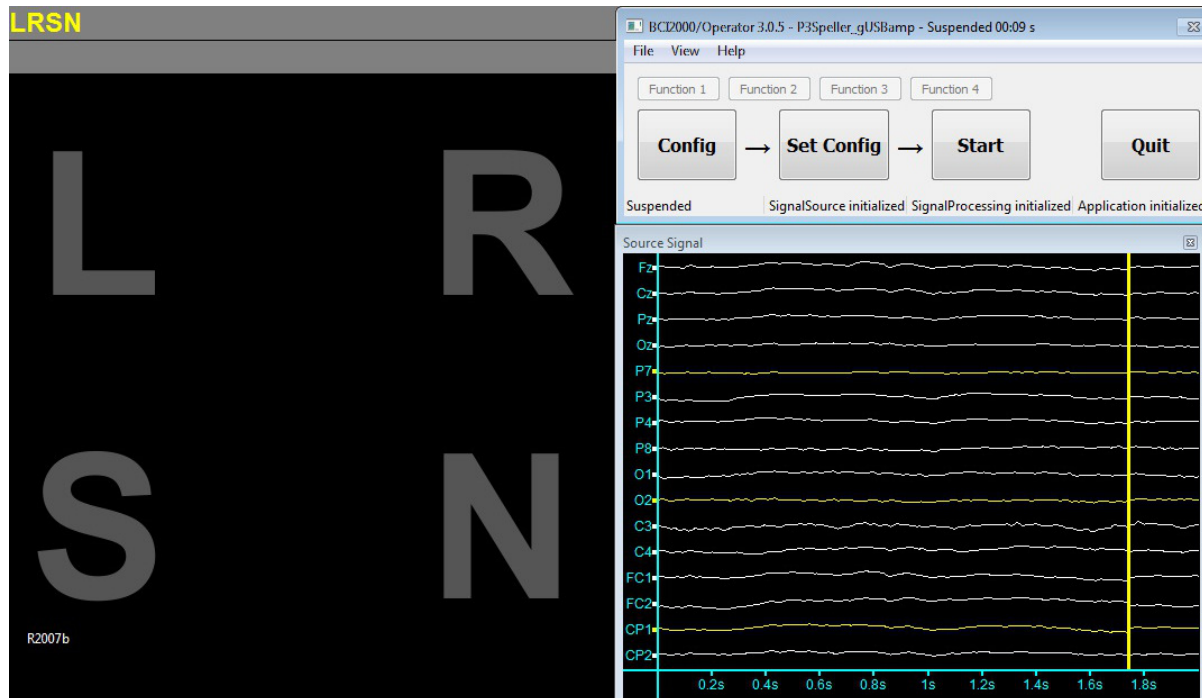 LRSN
L R
S N
R2007b
BCI2000/Operator 3.0.5 - P3Speller_gUSBamp - Suspended 00:09 s
File View Help
Function 1 Function 2 Function 3 Function 4
Config → Set Config → Start Quit
Suspended SignalSource initialized SignalProcessing initialized Application initialized
Source Signal
Fz
Cz
Pz
Oz
P7
P3
P4
P8
O1
O2
C3
C4
FC1
FC2
CP1
CP2
0.2s 0.4s 0.6s 0.8s 1s 1.2s 1.4s 1.6s 1.8s